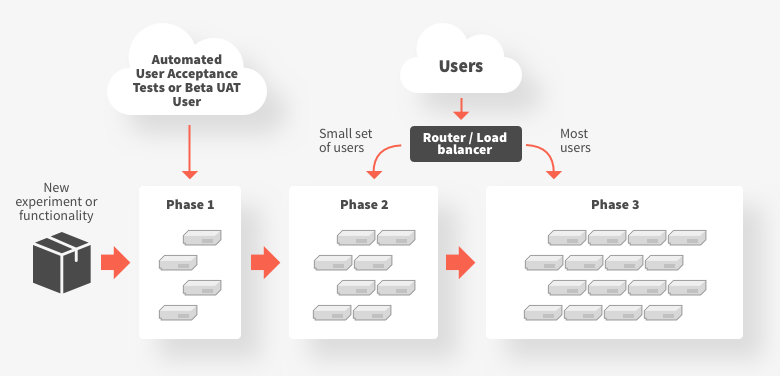 Automated
User Acceptance
Tests or Beta UAT
User
Users
Small set
of users
Router / Load
balancer
Most
users
New
experiment or
functionality
Phase 1
Phase 2
Phase 3